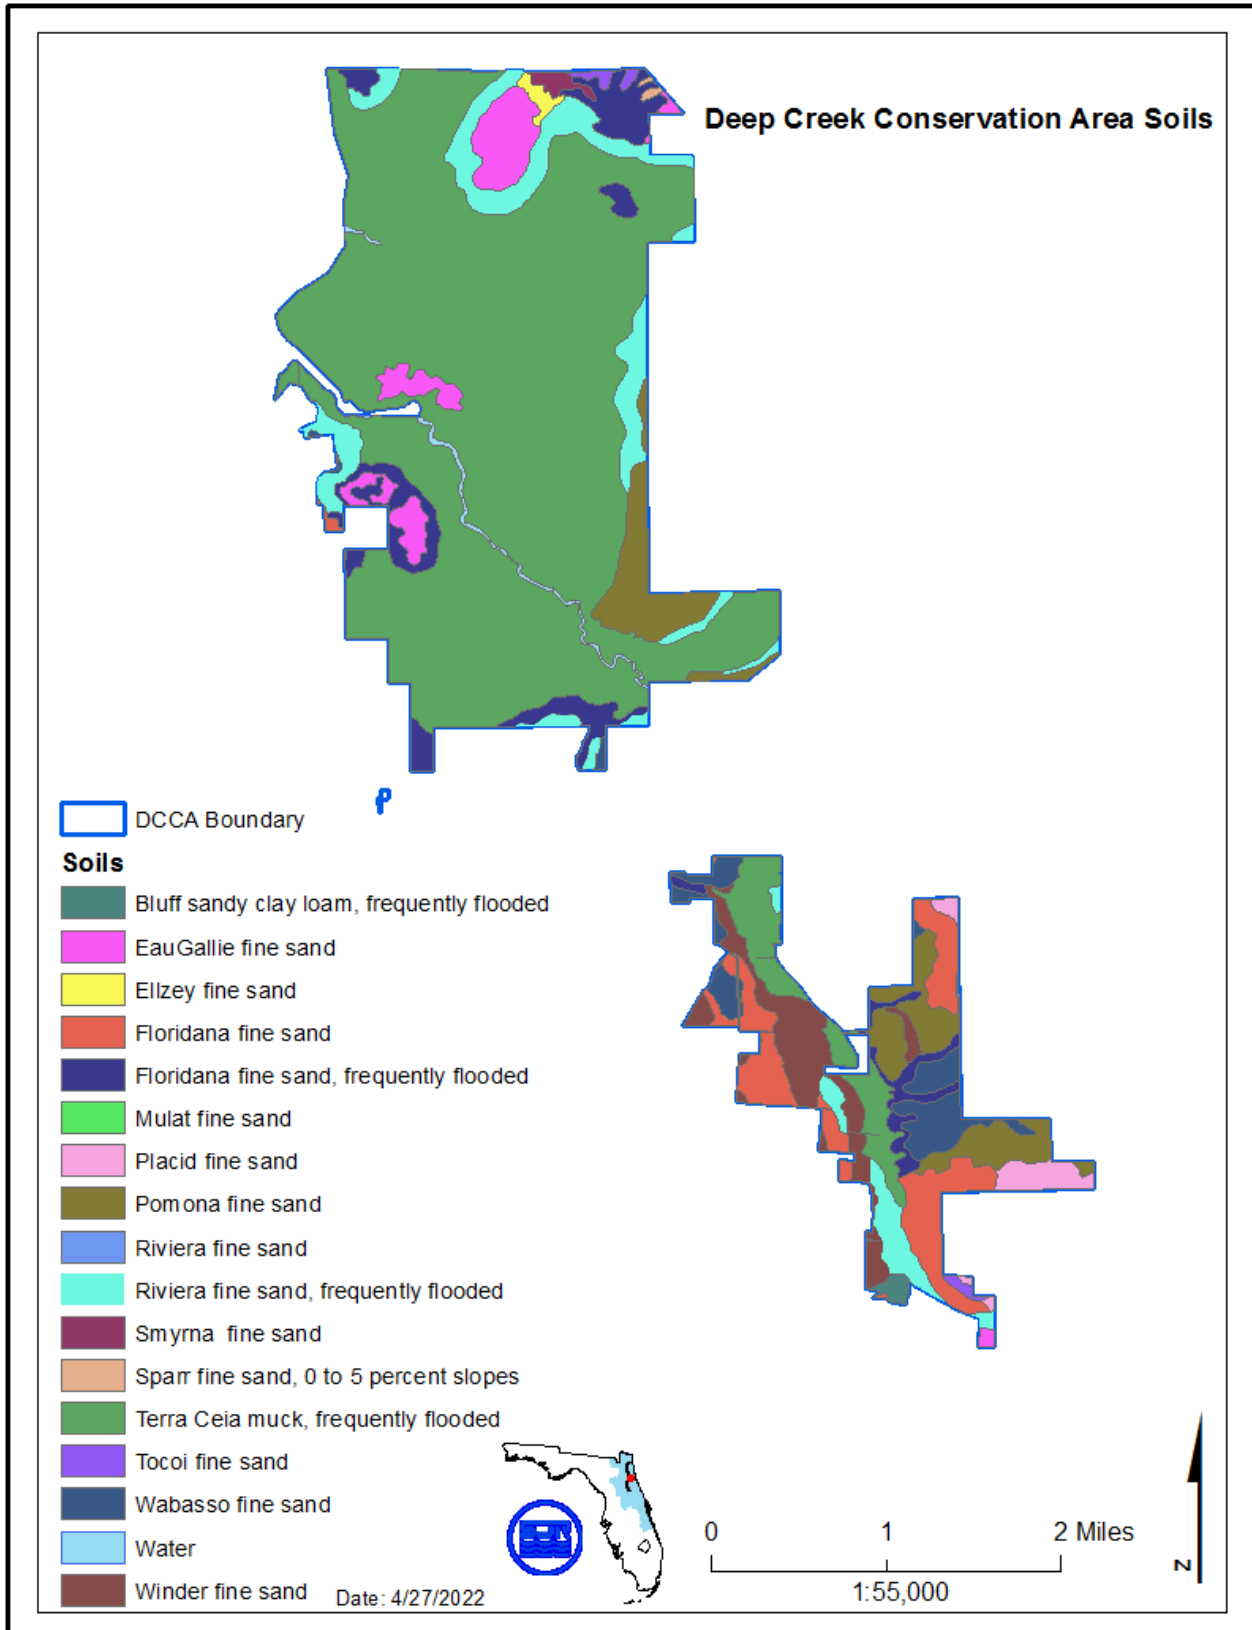 Deep Creek Conservation Area Soils
DCCA Boundary
Soils
Bluff sandy clay loam, frequently flooded
EauGallie fine sand
Ellzey fine sand
Floridana fine sand
Floridana fine sand, frequently flooded
Mulat fine sand
Placid fine sand
Pomona fine sand
Riviera fine sand
Riviera fine sand, frequently flooded
Smyrna  fine sand
Sparr fine sand, 0 to 5 percent slopes
Terra Ceia muck, frequently flooded
Tocoi fine sand
Wabasso fine sand
Water
Winder fine sand
Date: 4/27/2022
0 1 2 Miles
1:55,000
N